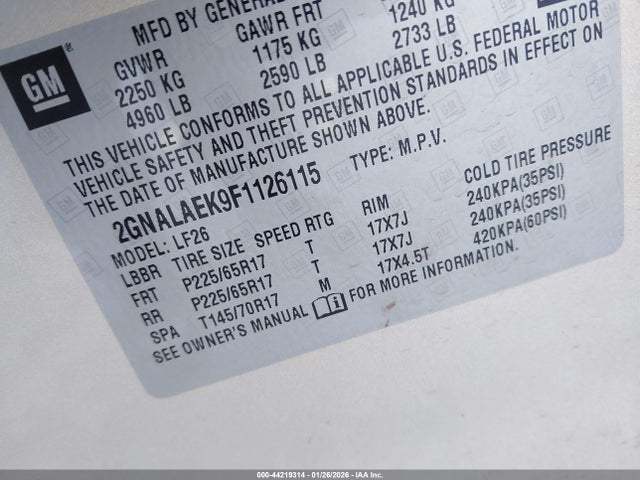 MFD BY GENERAL
GVWR GAWR FRT
2250 KG 1175 KG 1240 KG
4960 LB 2590 LB 2733 LB
THIS VEHICLE CONFORMS TO ALL APPLICABLE U.S. FEDERAL MOTOR
VEHICLE SAFETY AND THEFT PREVENTION STANDARDS IN EFFECT ON
THE DATE OF MANUFACTURE SHOWN ABOVE.
2GNALAEK9F1126115 TYPE: M.P.V.
MODEL: LF26
LBBR TIRE SIZE SPEED RTG RIM COLD TIRE PRESSURE
FRT P225/65R17 T 17X7J 240KPA(35PSI)
RR P225/65R17 T 17X7J 240KPA(35PSI)
SPA T145/70R17 M 17X4.5T 420KPA(60PSI)
SEE OWNER'S MANUAL FOR MORE INFORMATION.
GM
000-44219314 - 01/26/2026 - IAA Inc.